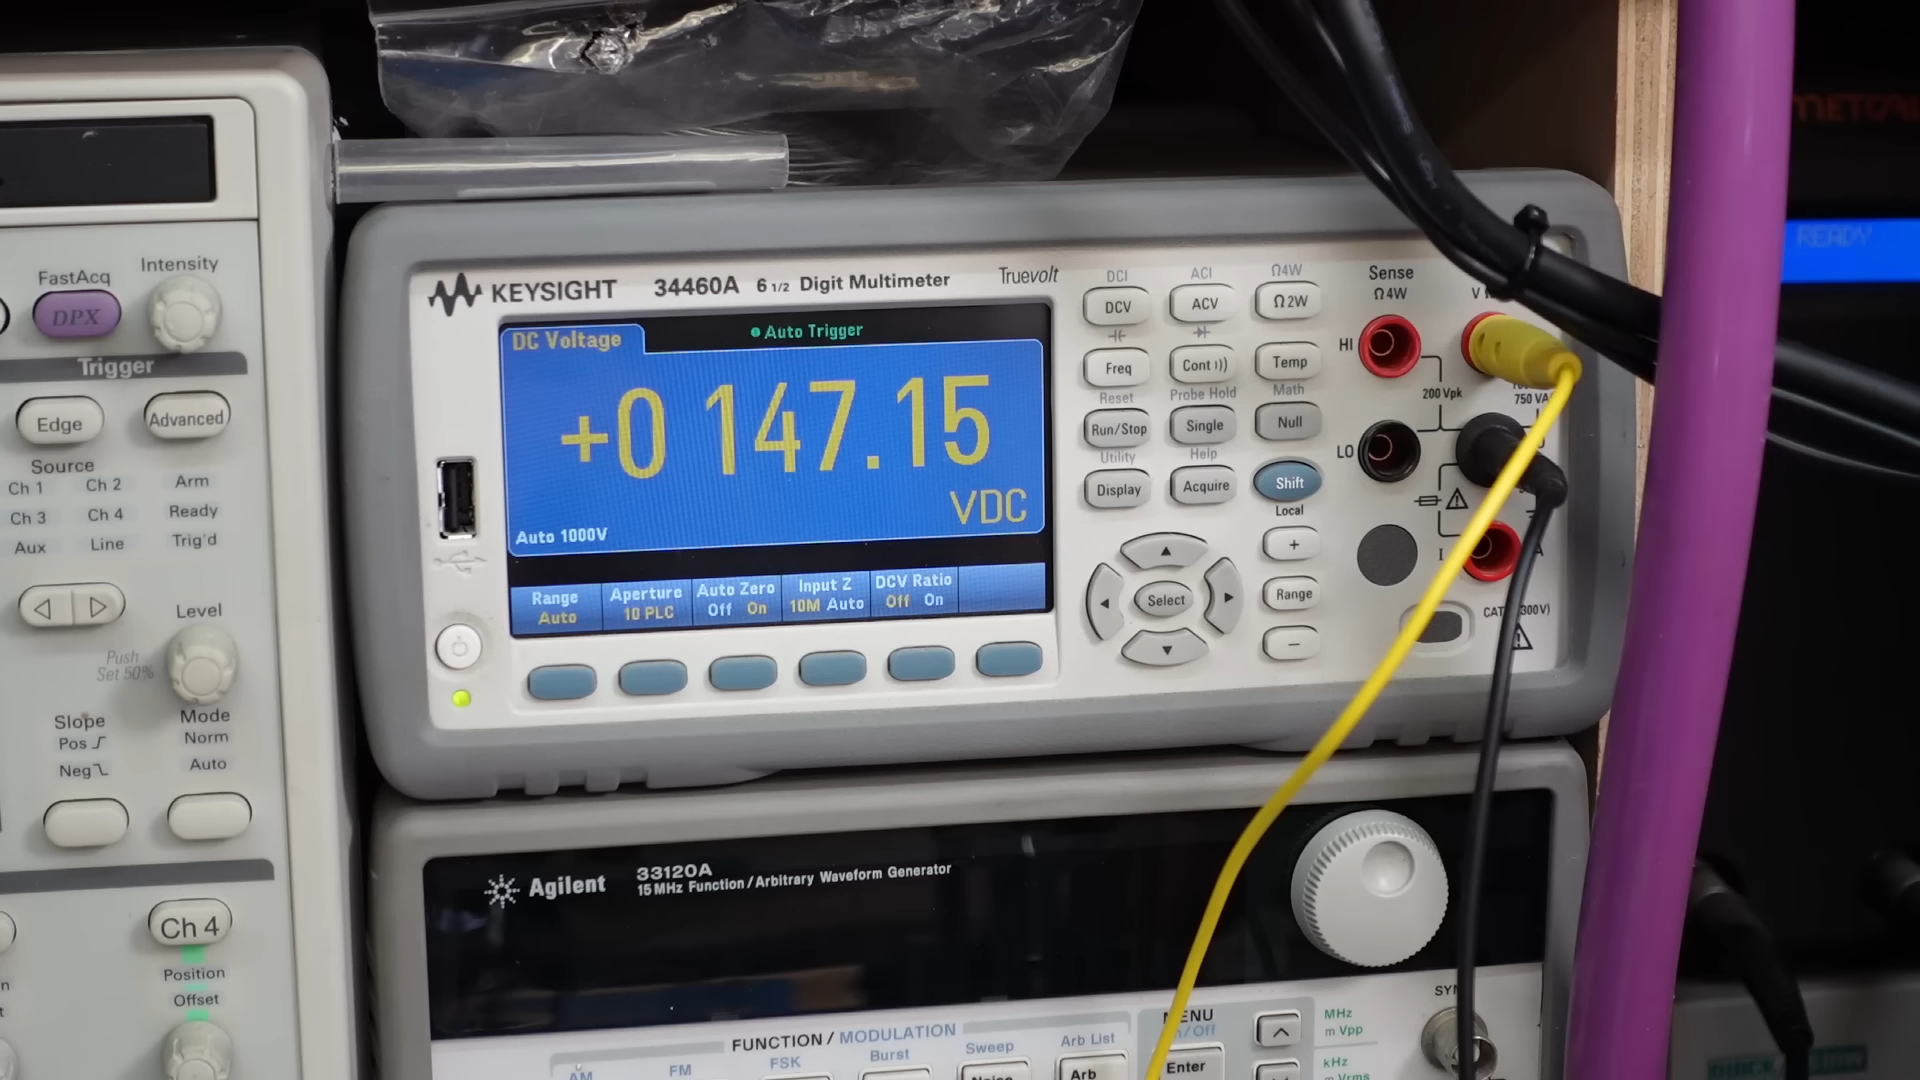 FastAcq
DPX
Intensity
Trigger
Edge
Advanced
Source
Ch 1 Ch 2 Arm
Ch 3 Ch 4 Ready
Aux Line Trig'd
Level
Push
Set 50%
Slope
Pos
Neg
Mode
Norm
Auto
Ch 4
Position
Offset
KEYSIGHT 34460A 6 1/2 Digit Multimeter Truevolt
DC Voltage
Auto Trigger
+0 147.15
VDC
Auto 1000V
Range
Auto
Aperture
10 PLC
Auto Zero
Off On
Input Z
10M Auto
DCV Ratio
Off On
DCI ACI Ω4W
DCV ACV Ω2W
Freq Cont Temp
Reset Probe Hold Math
Run/Stop Single Null
Utility Help
Display Acquire Shift
Local
+
Select Range
−
Sense
Ω4W
V
HI
200 Vpk
750 VA
LO
I
A
300V)
READY
Agilent
33120A
15 MHz Function / Arbitrary Waveform Generator
FUNCTION / MODULATION
AM FM FSK Burst Sweep Arb List
Arb
MENU
On/Off
Enter
MHz
m Vpp
kHz
m Vrms